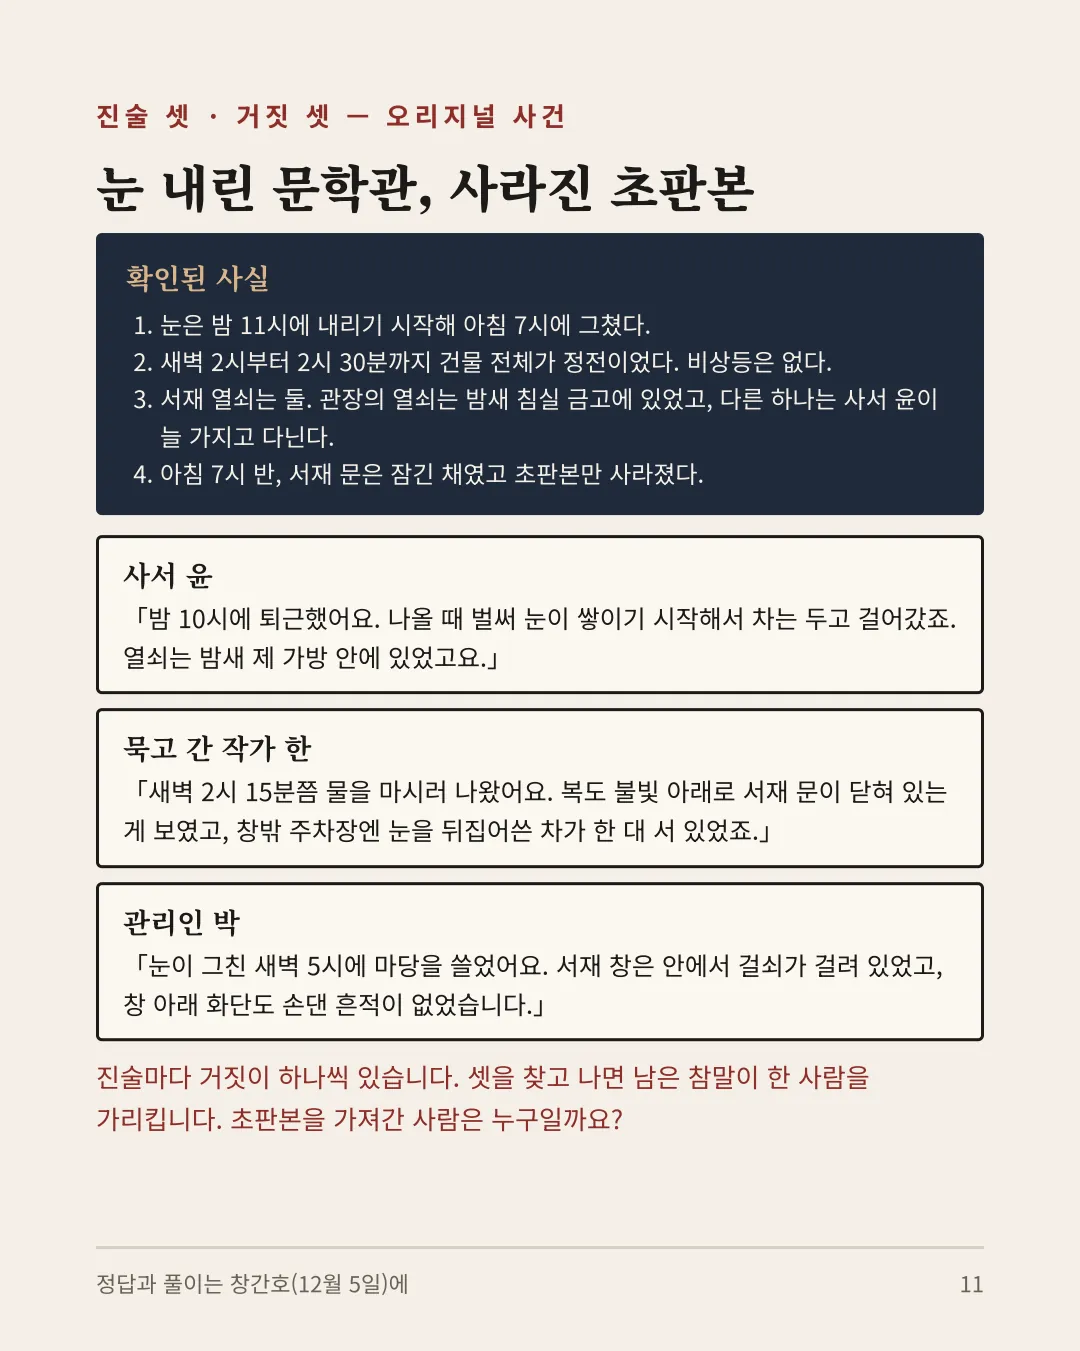 진술 셋 · 거짓 셋 — 오리지널 사건
눈 내린 문학관, 사라진 초판본
확인된 사실
1. 눈은 밤 11시에 내리기 시작해 아침 7시에 그쳤다.
2. 새벽 2시부터 2시 30분까지 건물 전체가 정전이었다. 비상등은 없다.
3. 서재 열쇠는 둘. 관장의 열쇠는 밤새 침실 금고에 있었고, 다른 하나는 사서 윤이
늘 가지고 다닌다.
4. 아침 7시 반, 서재 문은 잠긴 채였고 초판본만 사라졌다.
사서 윤
「밤 10시에 퇴근했어요. 나올 때 벌써 눈이 쌓이기 시작해서 차는 두고 걸어갔죠.
열쇠는 밤새 제 가방 안에 있었고요.」
묵고 간 작가 한
「새벽 2시 15분쯤 물을 마시러 나왔어요. 복도 불빛 아래로 서재 문이 닫혀 있는
게 보였고, 창밖 주차장엔 눈을 뒤집어쓴 차가 한 대 서 있었죠.」
관리인 박
「눈이 그친 새벽 5시에 마당을 쓸었어요. 서재 창은 안에서 걸쇠가 걸려 있었고,
창 아래 화단도 손댄 흔적이 없었습니다.」
진술마다 거짓이 하나씩 있습니다. 셋을 찾고 나면 남은 참말이 한 사람을
가리킵니다. 초판본을 가져간 사람은 누구일까요?
정답과 풀이는 창간호(12월 5일)에
11